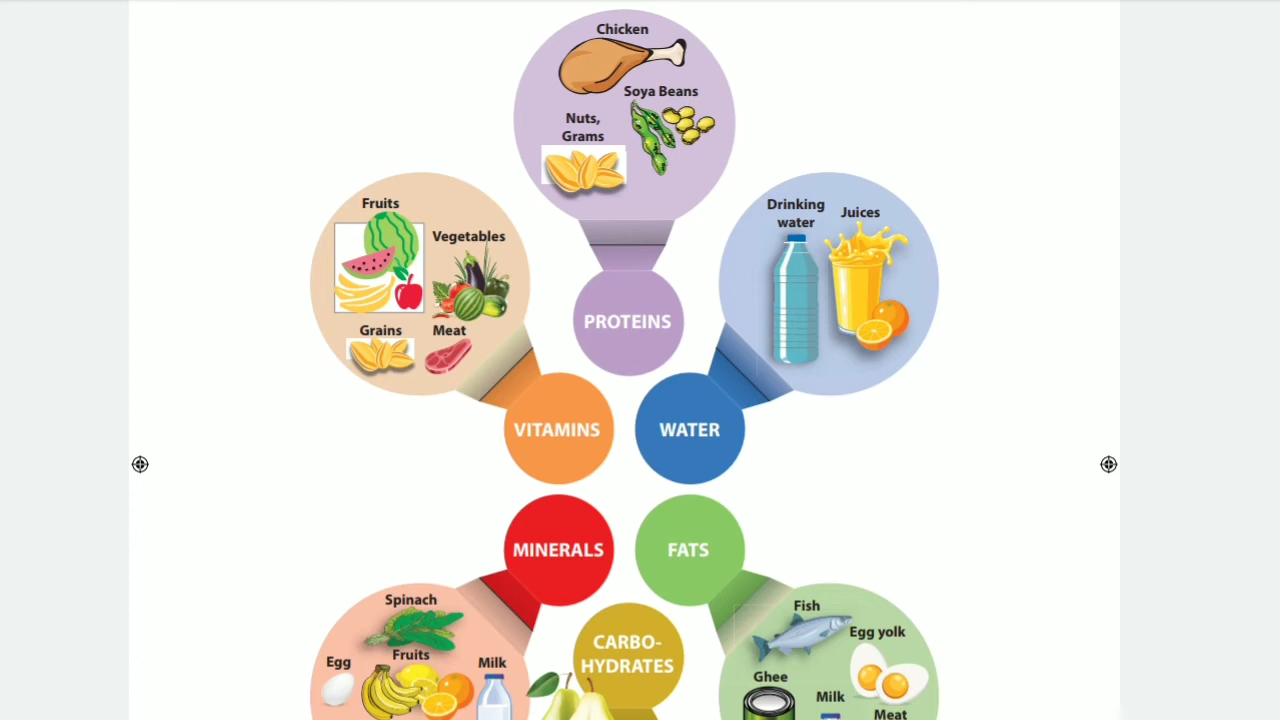 Chicken
Soya Beans
Nuts,
Grams
Fruits
Vegetables
Grains
Meat
Drinking
water
Juices
PROTEINS
VITAMINS
WATER
MINERALS
FATS
CARBO-
HYDRATES
Spinach
Egg
Fruits
Milk
Fish
Egg yolk
Ghee
Milk
Meat